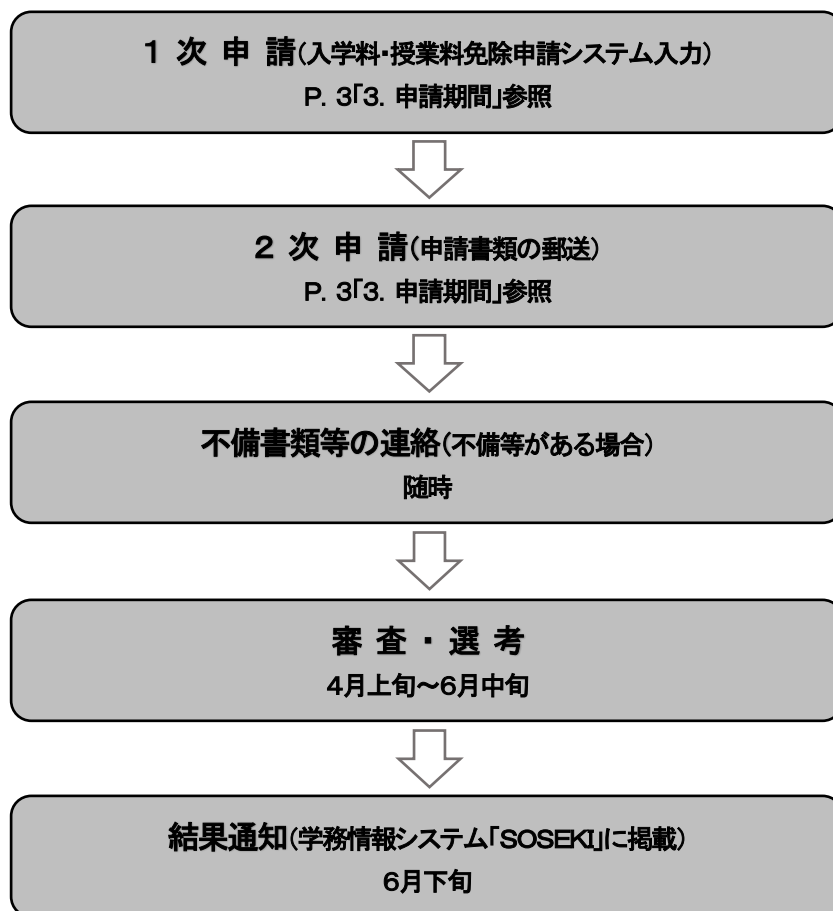 1 次 申 請(入学料・授業料免除申請システム入力)
P. 3「3. 申請期間」参照
2 次 申 請(申請書類の郵送)
P. 3「3. 申請期間」参照
不備書類等の連絡(不備等がある場合)
随時
審 査 ・ 選 考
4月上旬～6月中旬
結果通知(学務情報システム「SOSEKI」に掲載)
6月下旬